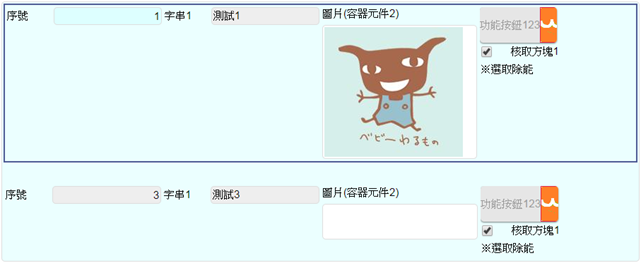 序號 1 字串1 測試1 圖片(容器元件2) 功能按鈕123
核取方塊1
※選取除能
ベビーわるもの
序號 3 字串1 測試3 圖片(容器元件2) 功能按鈕123
核取方塊1
※選取除能